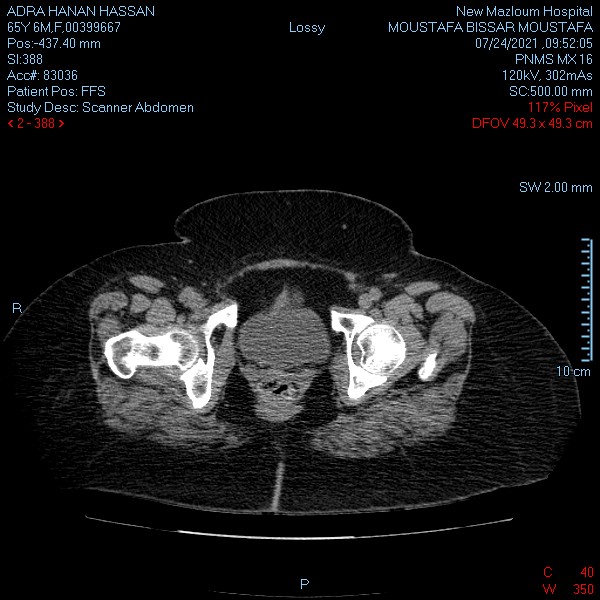 ADRA HANAN HASSAN
65Y 6M,F,00399667
Pos:-437.40 mm
SI:388
Acc#: 83036
Patient Pos: FFS
Study Desc: Scanner Abdomen
< 2 - 388 >
Lossy
New Mazloum Hospital
MOUSTAFA BISSAR MOUSTAFA
07/24/2021 ,09:52:05
PNMS MX 16
120kV, 302mAs
SC:500.00 mm
117% Pixel
DFOV 49.3 x 49.3 cm
SW 2.00 mm
R
10 cm
P
C 40
W 350